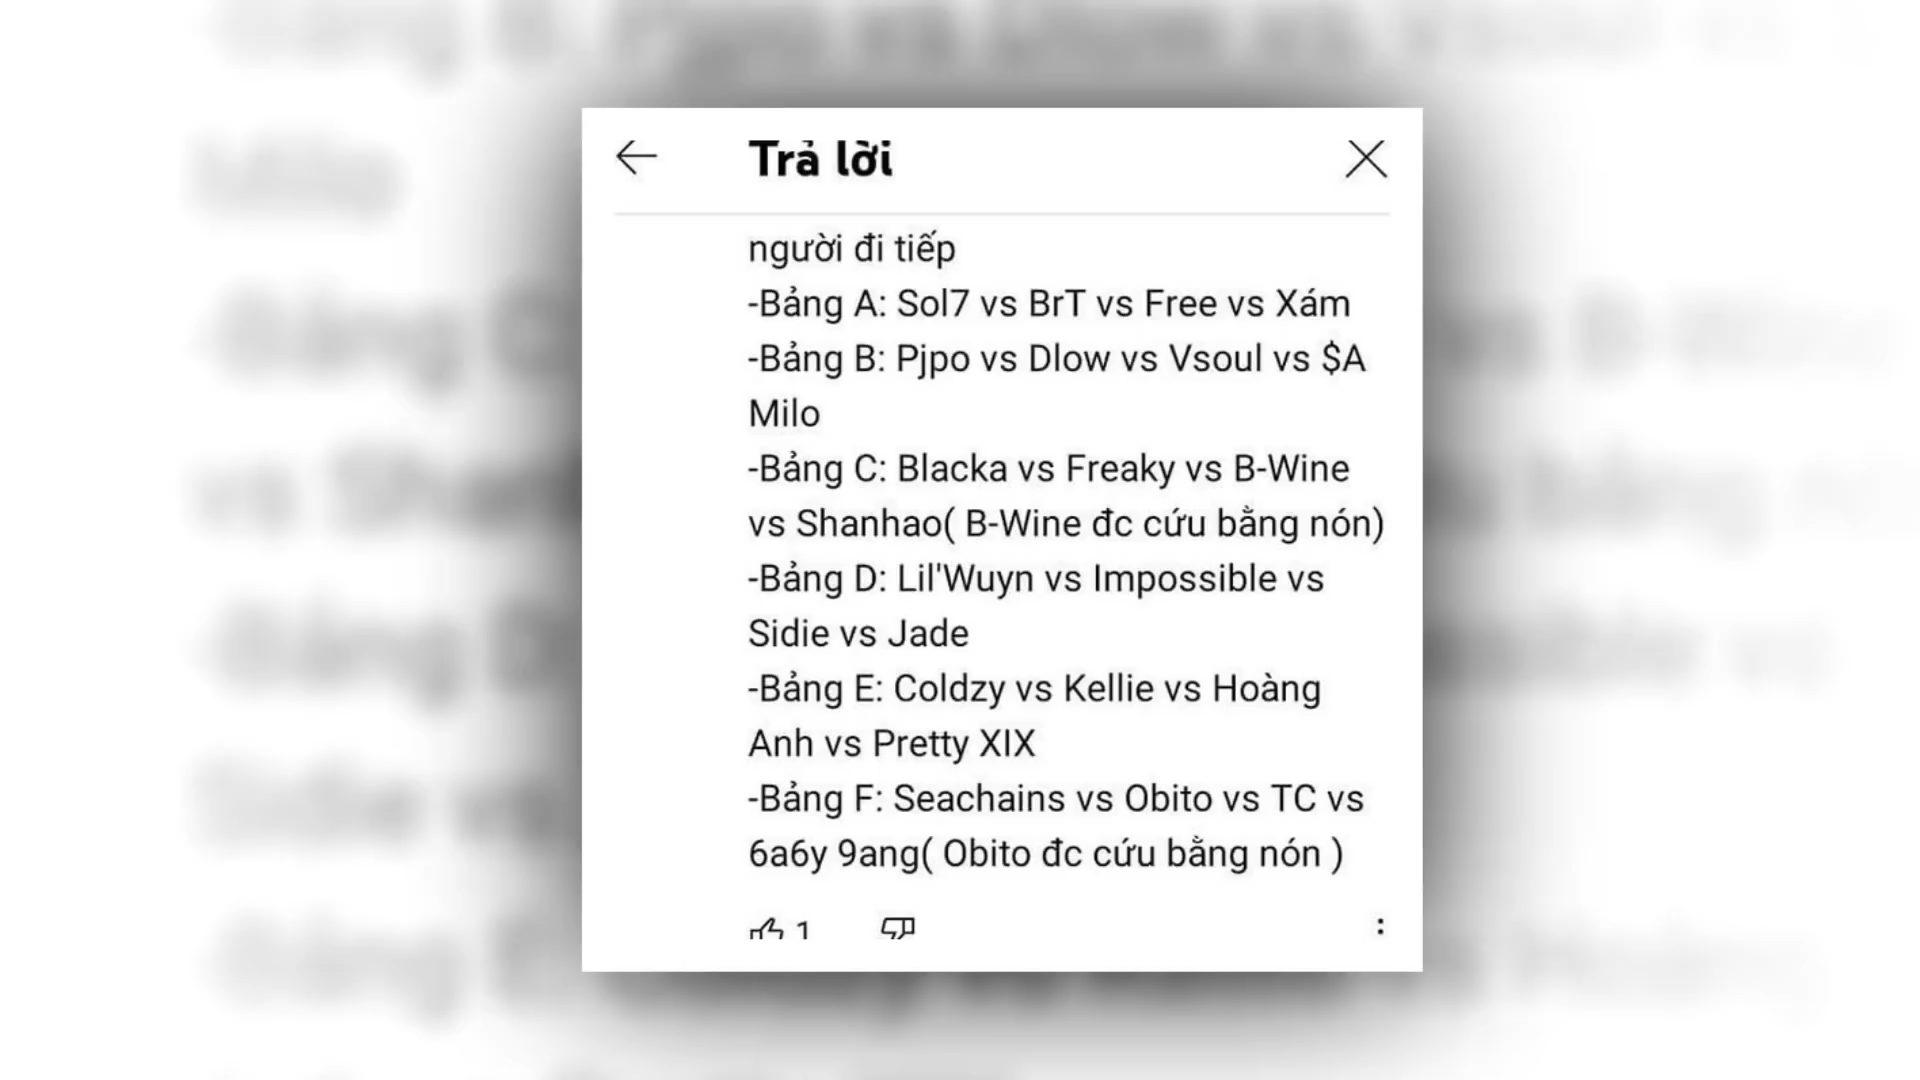 Trả lời
người đi tiếp
-Bảng A: Sol7 vs BrT vs Free vs Xám
-Bảng B: Pjpo vs Dlow vs Vsoul vs $A
Milo
-Bảng C: Blacka vs Freaky vs B-Wine
vs Shanhao( B-Wine đc cứu bằng nón)
-Bảng D: Lil'Wuyn vs Impossible vs
Sidie vs Jade
-Bảng E: Coldzy vs Kellie vs Hoàng
Anh vs Pretty XIX
-Bảng F: Seachains vs Obito vs TC vs
6a6y 9ang( Obito đc cứu bằng nón )
1